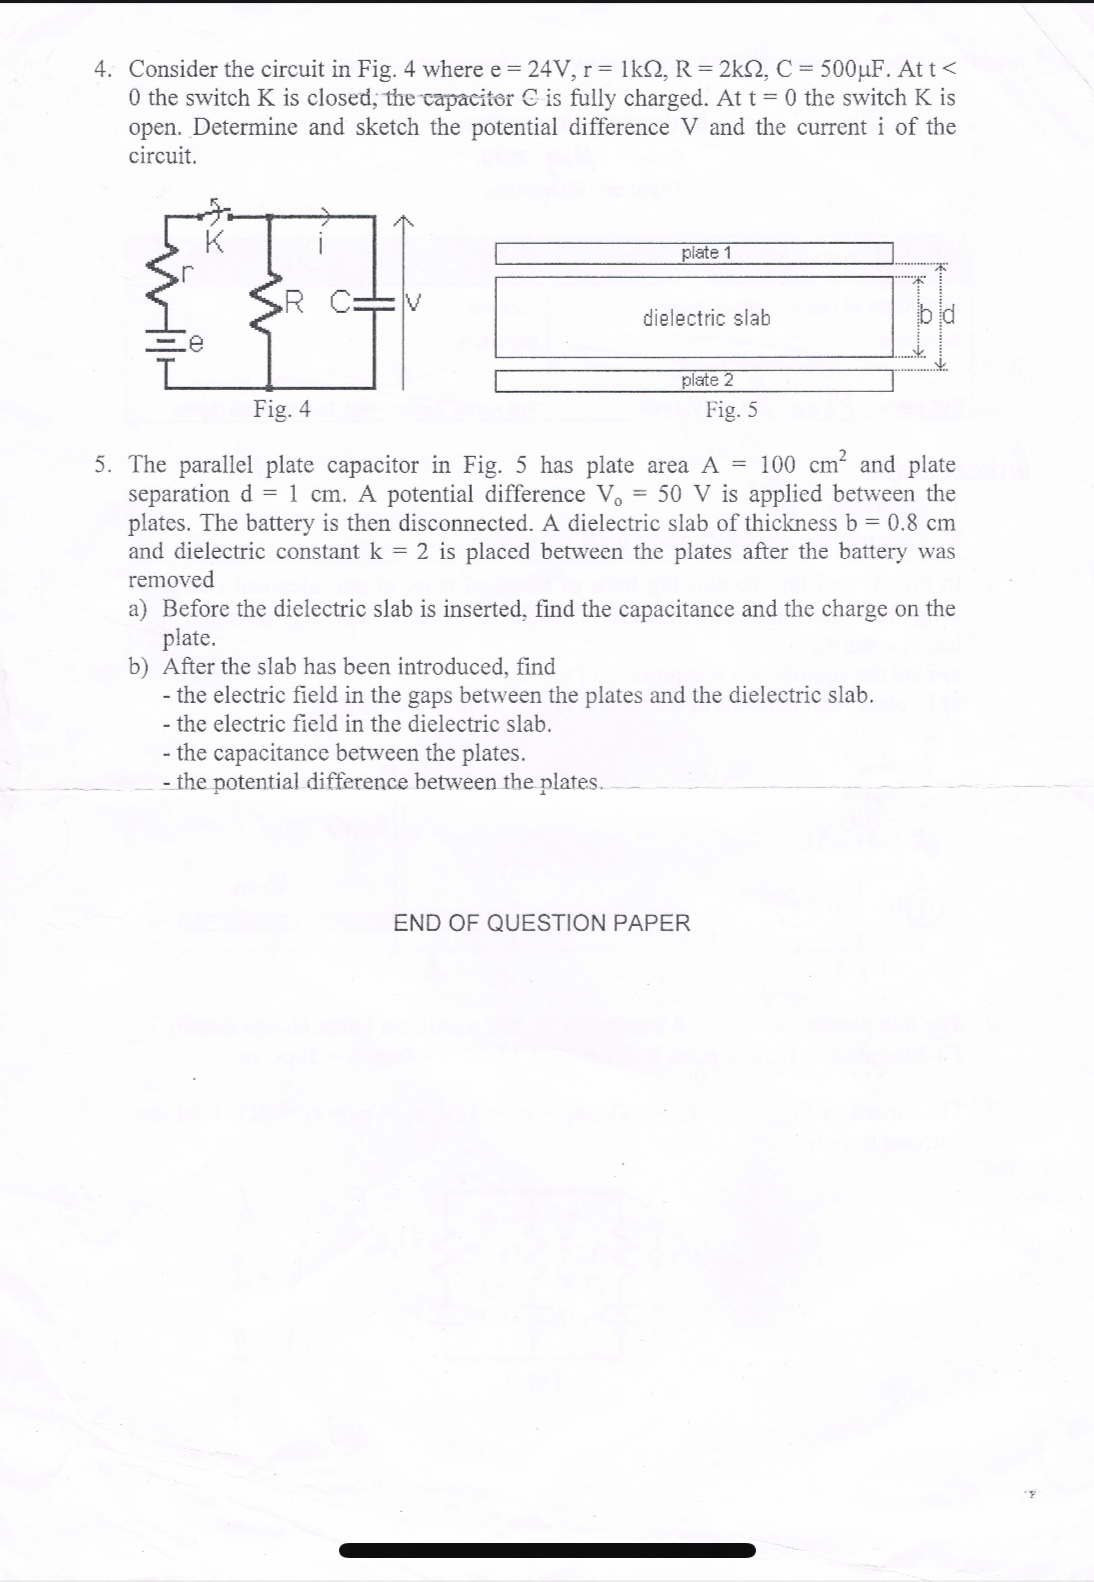 4. Consider the circuit in Fig. 4 where e = 24V, r = 1kΩ, R = 2kΩ, C = 500μF. At t <
0 the switch K is closed, the capacitor C is fully charged. At t = 0 the switch K is
open. Determine and sketch the potential difference V and the current i of the
circuit.
K
i
r
R
C
V
e
Fig. 4
plate 1
dielectric slab
b
d
plate 2
Fig. 5
5. The parallel plate capacitor in Fig. 5 has plate area A = 100 cm² and plate
separation d = 1 cm. A potential difference Vₒ = 50 V is applied between the
plates. The battery is then disconnected. A dielectric slab of thickness b = 0.8 cm
and dielectric constant k = 2 is placed between the plates after the battery was
removed
a) Before the dielectric slab is inserted, find the capacitance and the charge on the
plate.
b) After the slab has been introduced, find
- the electric field in the gaps between the plates and the dielectric slab.
- the electric field in the dielectric slab.
- the capacitance between the plates.
- the potential difference between the plates.
END OF QUESTION PAPER